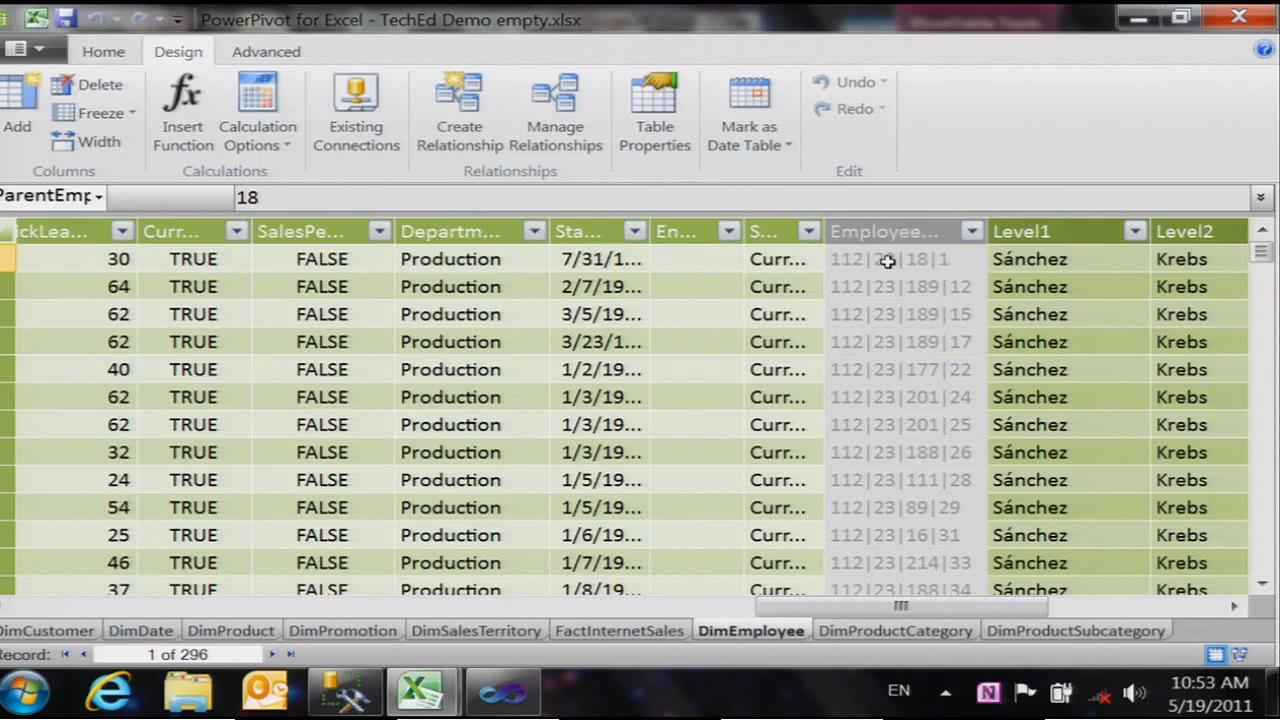 PowerPivot for Excel - TechEd Demo empty.xlsx
Home Design Advanced
Add
Delete
Freeze
Width
Columns
fx
Insert Function
Calculation Options
Calculations
Existing Connections
Create Relationship
Manage Relationships
Relationships
Table Properties
Mark as Date Table
Undo
Redo
Edit
ParentEmp 18
ickLea... Curr... SalesPe... Departm... Sta... En... S... Employee... Level1 Level2
30 TRUE FALSE Production 7/31/1... Curr... 112|23|18|1 Sánchez Krebs
64 TRUE FALSE Production 2/7/19... Curr... 112|23|189|12 Sánchez Krebs
62 TRUE FALSE Production 3/5/19... Curr... 112|23|189|15 Sánchez Krebs
62 TRUE FALSE Production 3/23/1... Curr... 112|23|189|17 Sánchez Krebs
40 TRUE FALSE Production 1/2/19... Curr... 112|23|177|22 Sánchez Krebs
62 TRUE FALSE Production 1/3/19... Curr... 112|23|201|24 Sánchez Krebs
62 TRUE FALSE Production 1/3/19... Curr... 112|23|201|25 Sánchez Krebs
32 TRUE FALSE Production 1/3/19... Curr... 112|23|188|26 Sánchez Krebs
24 TRUE FALSE Production 1/5/19... Curr... 112|23|111|28 Sánchez Krebs
54 TRUE FALSE Production 1/5/19... Curr... 112|23|89|29 Sánchez Krebs
25 TRUE FALSE Production 1/6/19... Curr... 112|23|16|31 Sánchez Krebs
46 TRUE FALSE Production 1/7/19... Curr... 112|23|214|33 Sánchez Krebs
37 TRUE FALSE Production 1/8/19... Curr... 112|23|188|34 Sánchez Krebs
DimCustomer DimDate DimProduct DimPromotion DimSalesTerritory FactInternetSales DimEmployee DimProductCategory DimProductSubcategory
Record: 1 of 296
EN 10:53 AM
5/19/2011